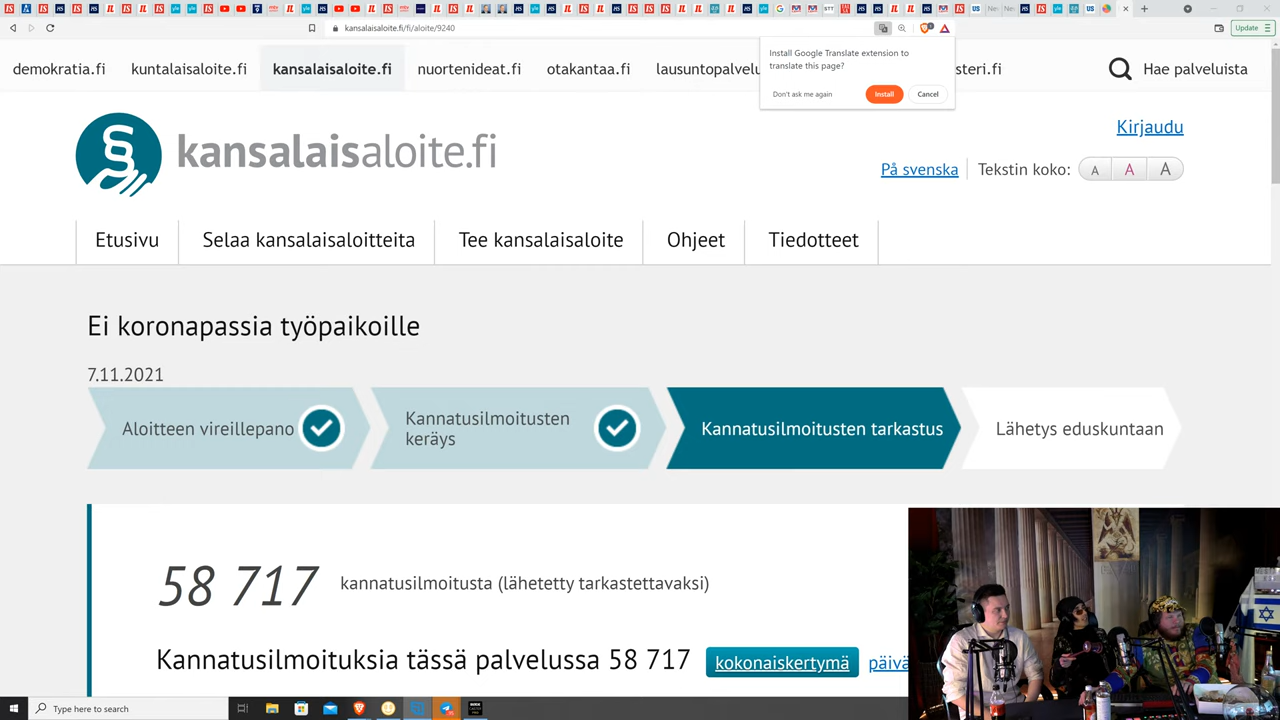 kansalaisaloite.fi/fi/aloite/9240
Update
Install Google Translate extension to
translate this page?
Don't ask me again
Install
Cancel
demokratia.fi
kuntalaisaloite.fi
kansalaisaloite.fi
nuortenideat.fi
otakantaa.fi
Hae palveluista
kansalaisaloite.fi
Kirjaudu
På svenska
Tekstin koko:
A
A
A
Etusivu
Selaa kansalaisaloitteita
Tee kansalaisaloite
Ohjeet
Tiedotteet
Ei koronapassia työpaikoille
7.11.2021
Aloitteen vireillepano
Kannatusilmoitusten
keräys
Kannatusilmoitusten tarkastus
Lähetys eduskuntaan
58 717
kannatusilmoitusta (lähetetty tarkastettavaksi)
Kannatusilmoituksia tässä palvelussa 58 717
kokonaiskertymä
Type here to search